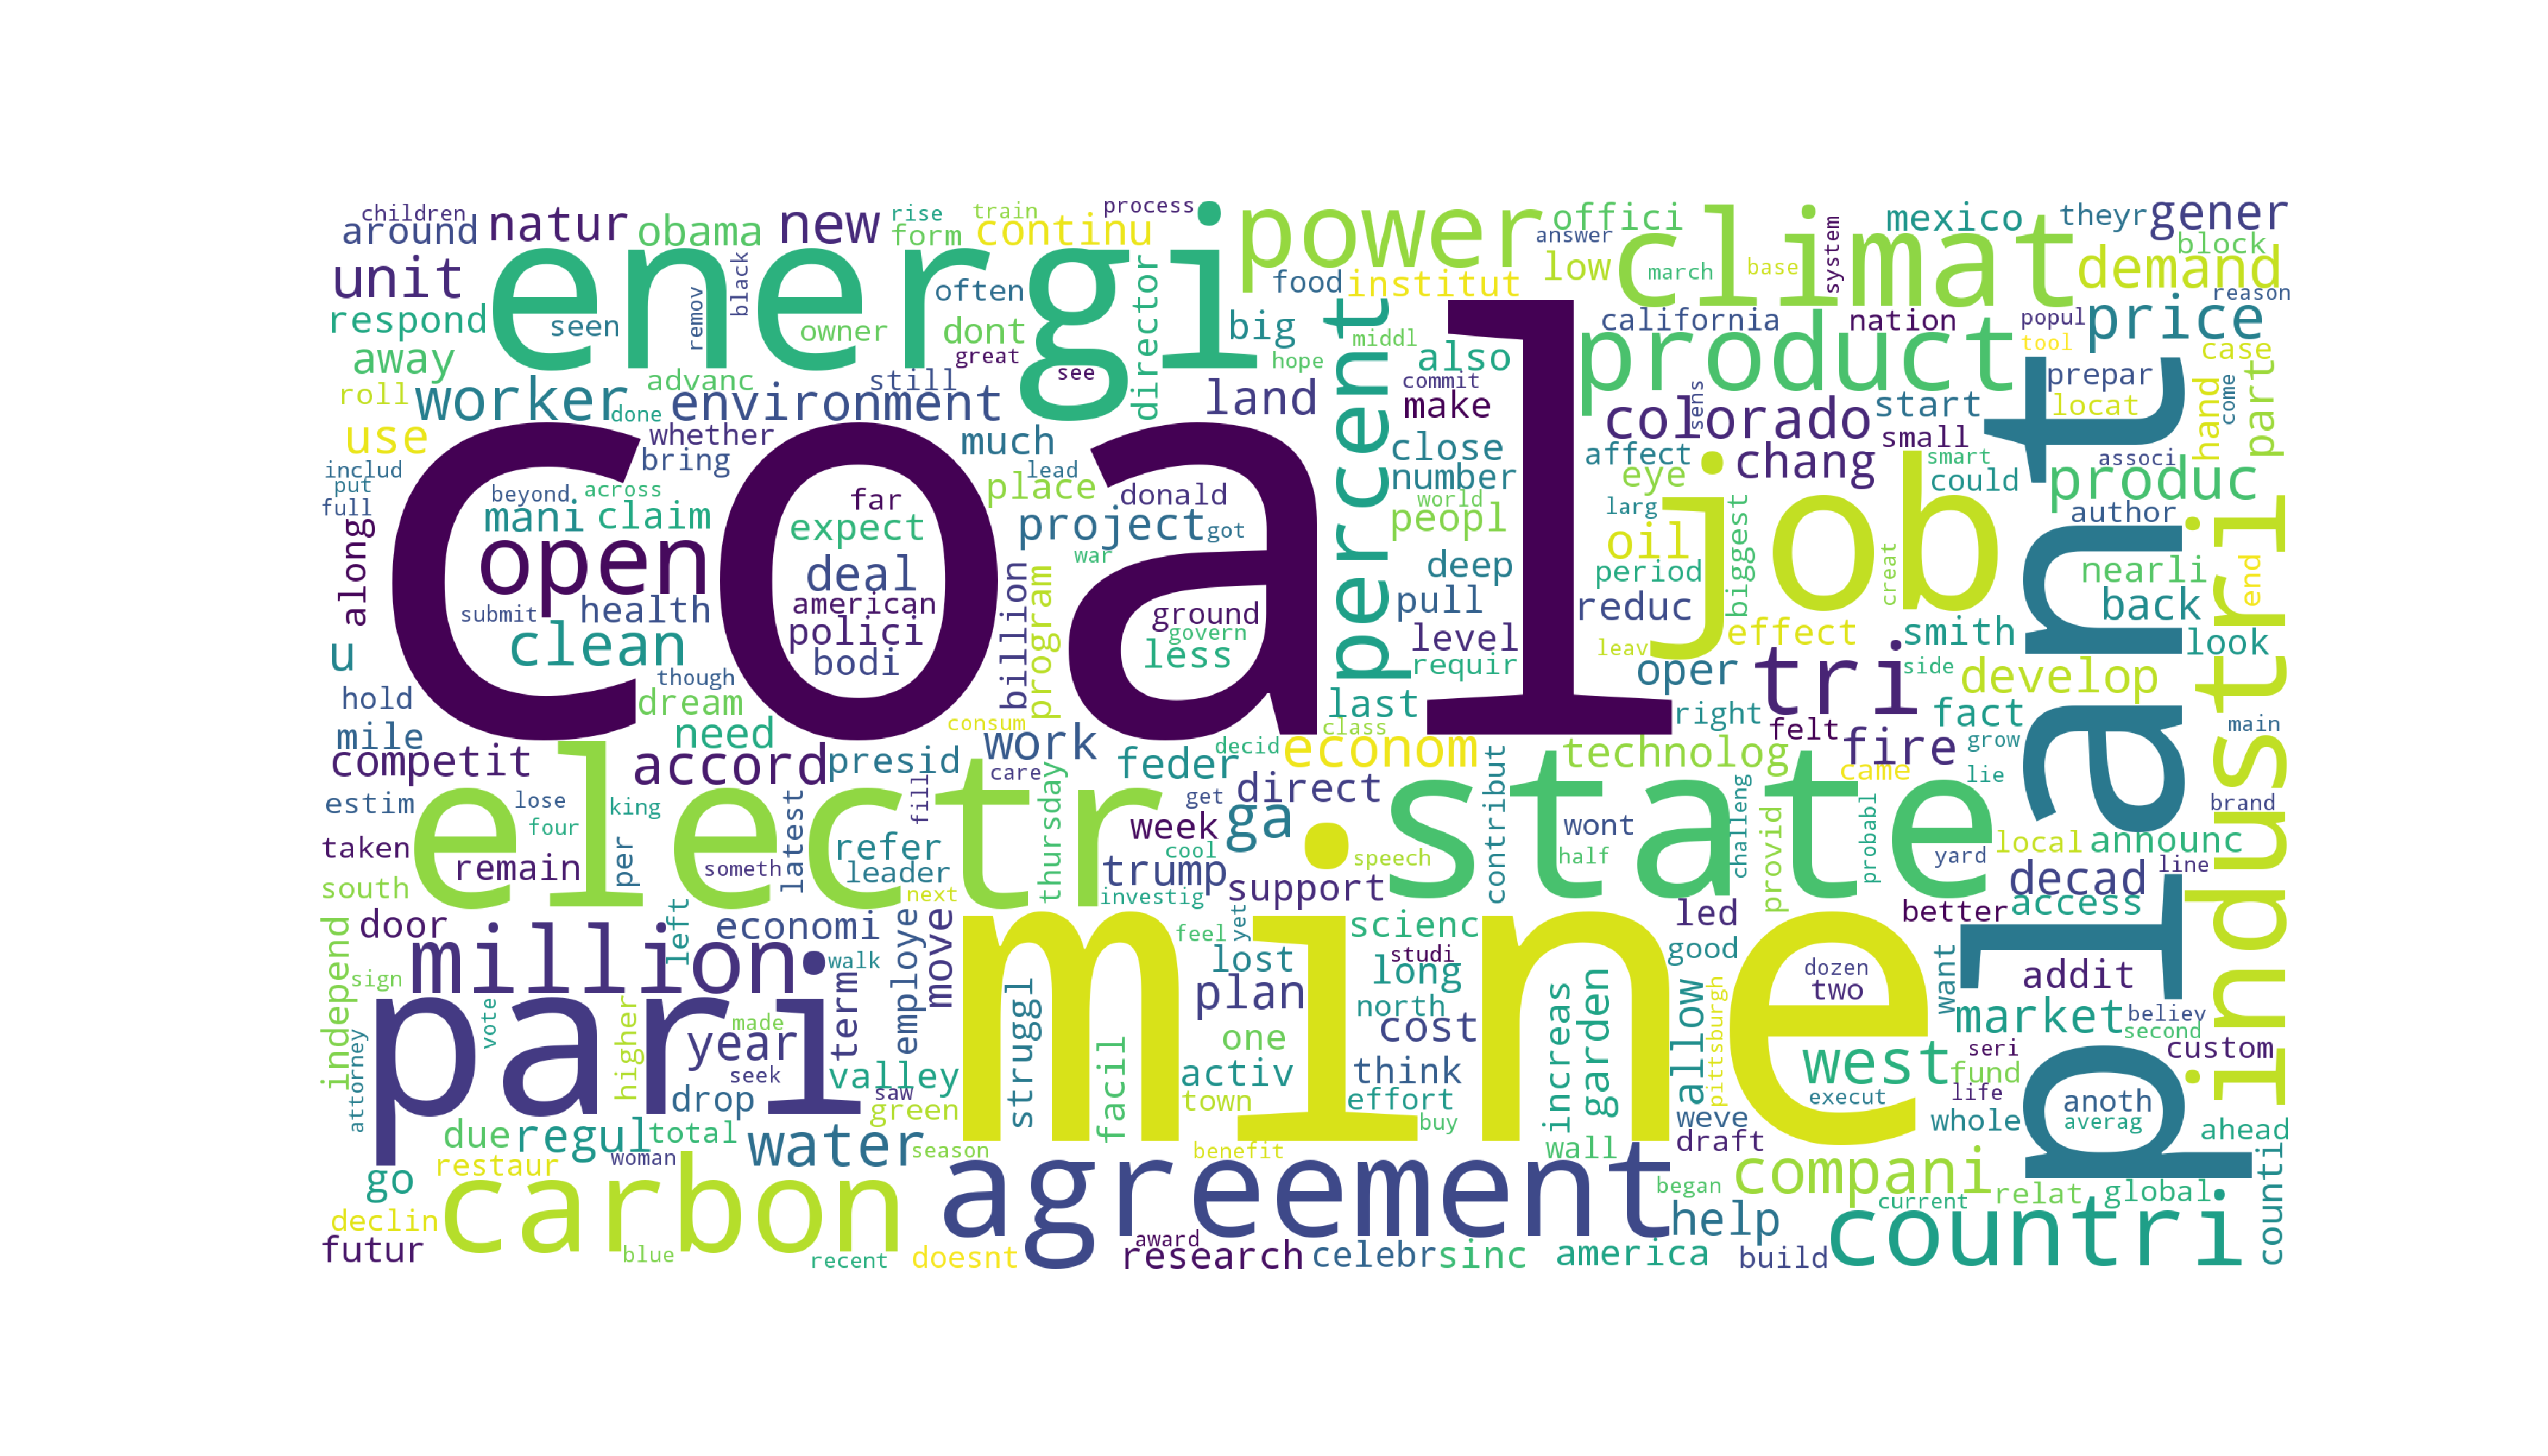 children
process
rise
train
around
natur
obama
new
form
continu
energi
power
offici
answer
climat
mexico
theyr
gener
block
unit
low
march
base
system
demand
director
black
remov
often
food
institut
reason
respond
seen
owner
dont
great
big
hope
percent
middl
california
nation
popul
price
tool
case
away
see
also
product
roll
advanc
still
commit
prepar
worker
done
environment
land
make
sens
colorado
start
locat
hand
come
part
use
whether
much
close
affect
small
bring
coal
eye
chang
smart
associ
includ
lead
number
could
produc
put
beyond
across
place
donald
world
job
plant
industri
full
far
larg
author
mani
claim
expect
project
got
peopl
oil
biggest
along
open
war
deep
period
creat
nearli
end
deal
billion
program
pull
reduc
back
submit
health
american
ground
polici
govern
level
effect
smith
look
u
clean
bodi
less
requir
leav
oper
tri
side
develop
though
hold
dream
last
right
fact
main
mile
need
consum
work
class
felt
grow
competit
accord
presid
feder
decid
econom
technolog
fire
care
direct
came
lie
estim
lose
king
latest
fill
thursday
get
contribut
state
brand
electr
four
week
ga
wont
challeng
provid
probabl
local
announc
taken
per
refer
cool
speech
half
yard
line
remain
someth
leader
trump
decad
south
next
investig
support
access
door
left
economi
employe
move
feel
yet
scienc
led
better
million
mine
lost
studi
good
independ
sign
walk
term
struggl
long
garden
dozen
want
addit
pari
plan
north
increas
allow
pittsburgh
two
vote
higher
made
one
cost
market
believ
second
attorney
year
valley
facil
activ
think
west
seri
custom
seek
saw
drop
green
town
effort
weve
execut
fund
life
anoth
buy
whole
averag
due
regul
total
water
season
benefit
wall
draft
ahead
go
restaur
woman
carbon
agreement
began
compani
current
relat
global
counti
declin
help
countri
futur
blue
recent
doesnt
award
research
celebr
sinc
america
build